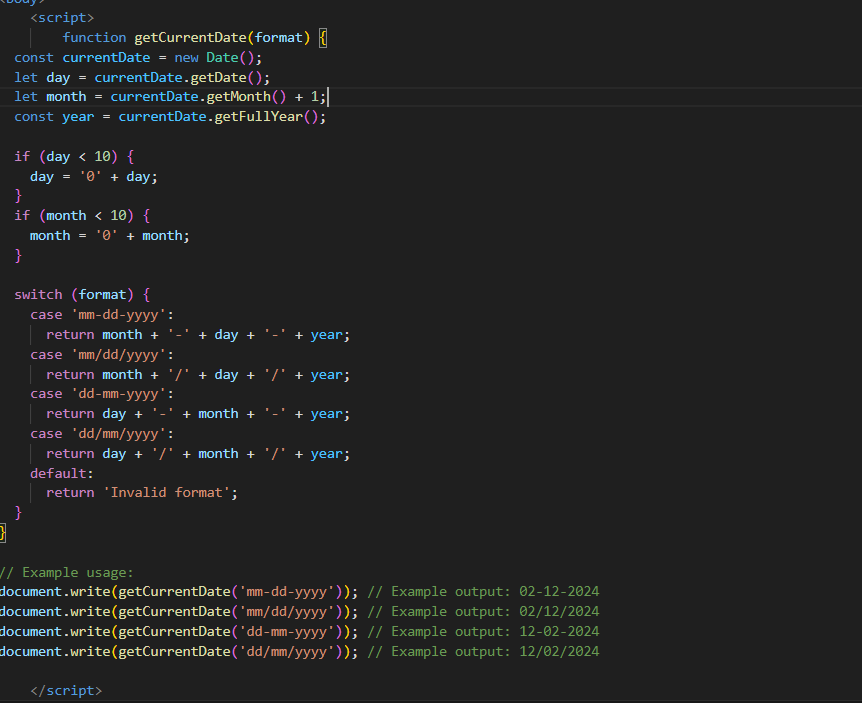 <body>
<script>
function getCurrentDate(format) {
const currentDate = new Date();
let day = currentDate.getDate();
let month = currentDate.getMonth() + 1;
const year = currentDate.getFullYear();
if (day < 10) {
day = '0' + day;
}
if (month < 10) {
month = '0' + month;
}
switch (format) {
case 'mm-dd-yyyy':
return month + '-' + day + '-' + year;
case 'mm/dd/yyyy':
return month + '/' + day + '/' + year;
case 'dd-mm-yyyy':
return day + '-' + month + '-' + year;
case 'dd/mm/yyyy':
return day + '/' + month + '/' + year;
default:
return 'Invalid format';
}
}
// Example usage:
document.write(getCurrentDate('mm-dd-yyyy')); // Example output: 02-12-2024
document.write(getCurrentDate('mm/dd/yyyy')); // Example output: 02/12/2024
document.write(getCurrentDate('dd-mm-yyyy')); // Example output: 12-02-2024
document.write(getCurrentDate('dd/mm/yyyy')); // Example output: 12/02/2024
</script>